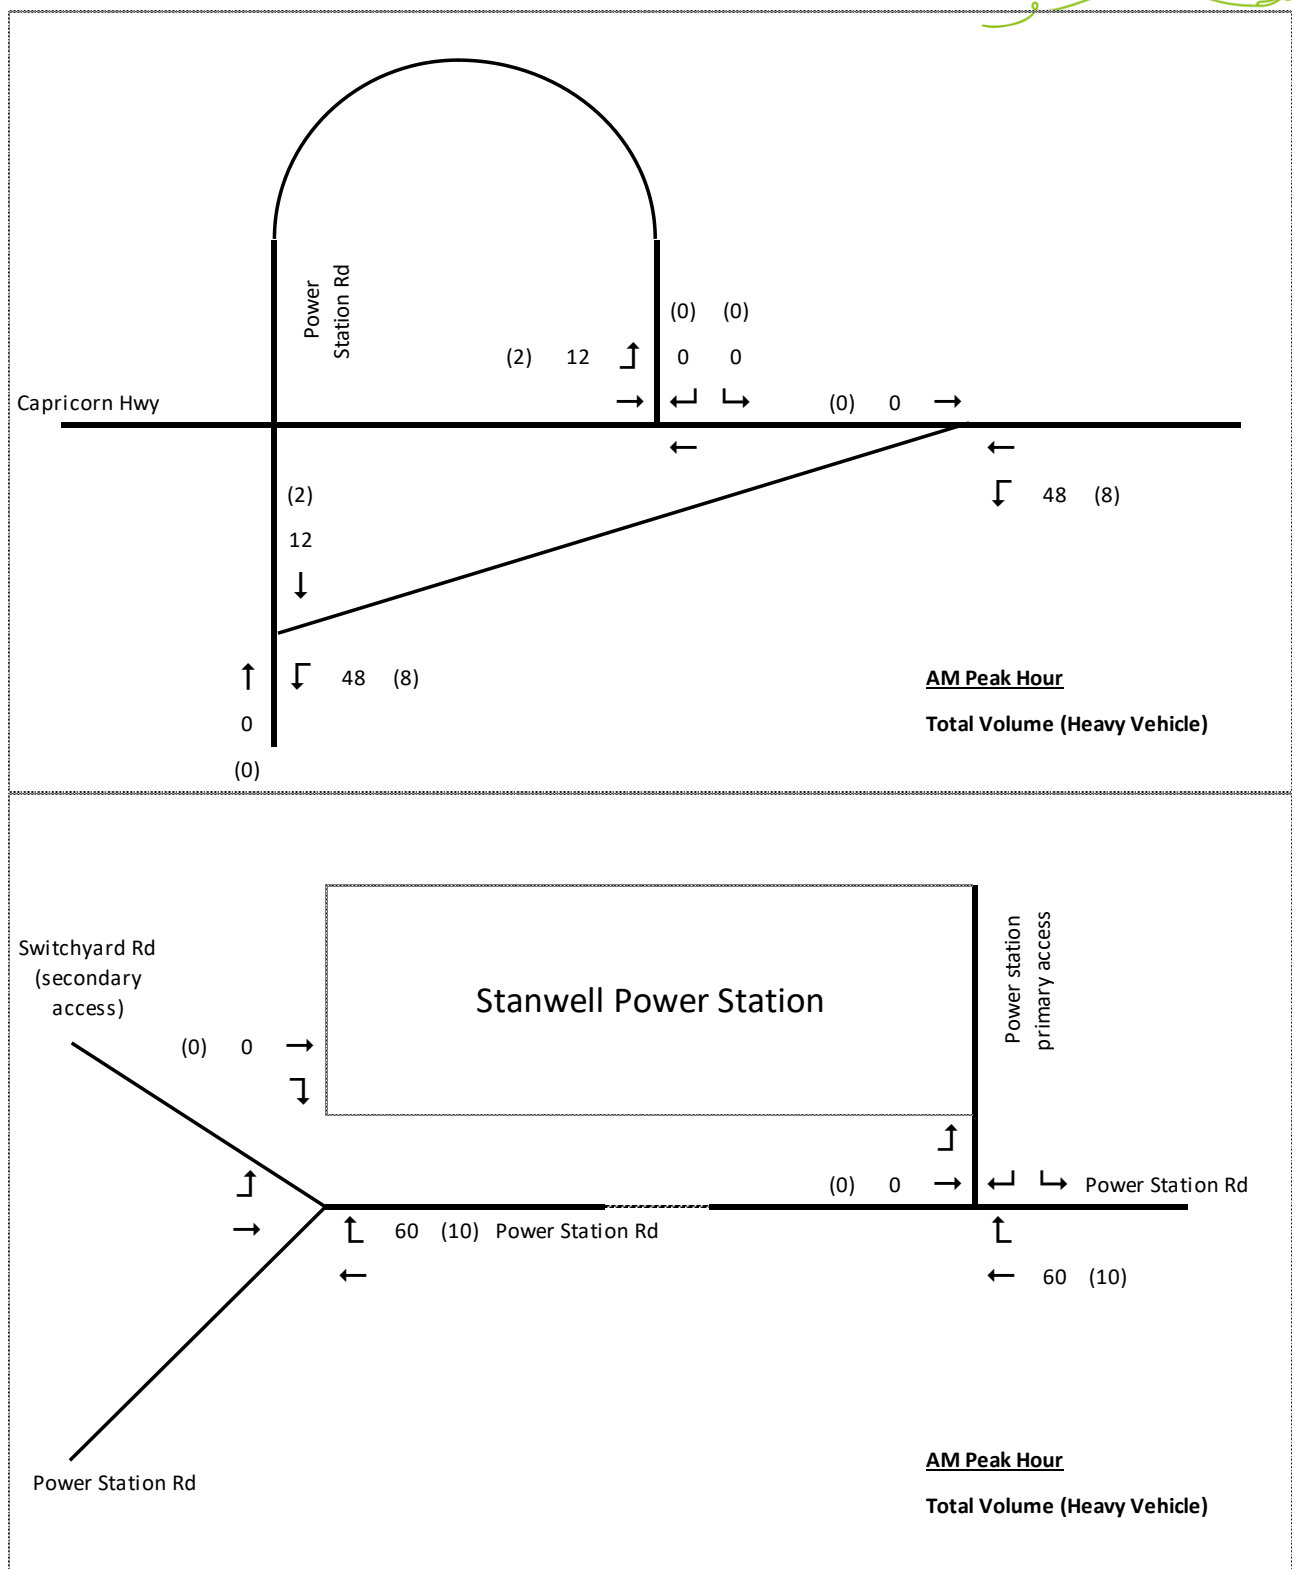 Power
Station Rd
(0) (0)
(2) 12 0 0
Capricorn Hwy
(0) 0
(2)
48 (8)
12
48 (8)
AM Peak Hour
0
Total Volume (Heavy Vehicle)
(0)
Switchyard Rd
(secondary
access)
Stanwell Power Station
Power station
primary access
(0) 0
(0) 0
Power Station Rd
60 (10) Power Station Rd
60 (10)
AM Peak Hour
Power Station Rd
Total Volume (Heavy Vehicle)